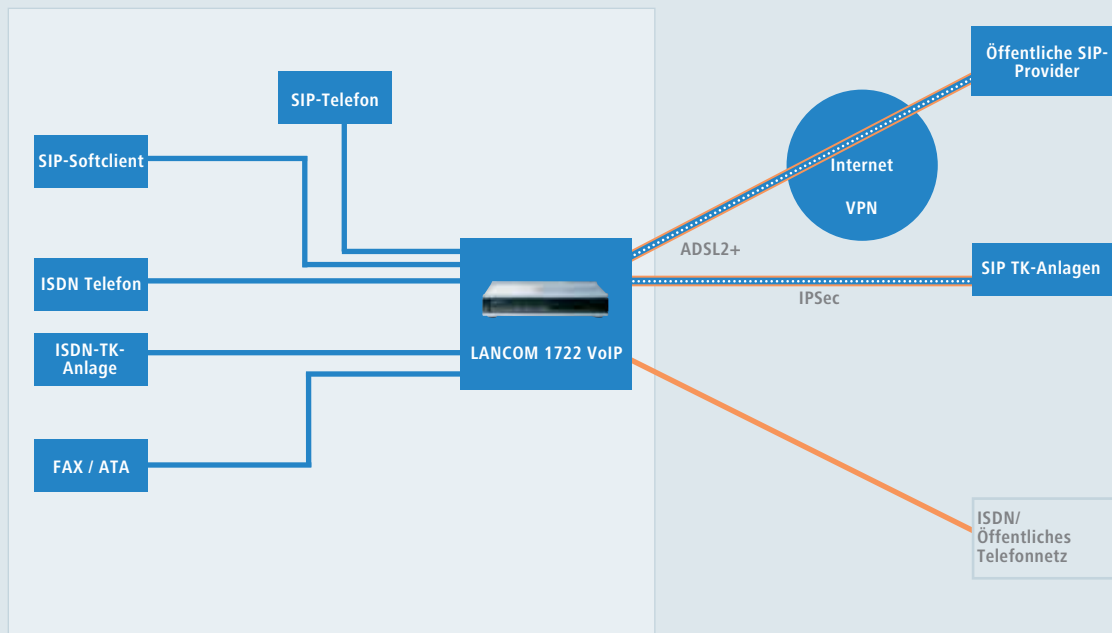 Öffentliche SIP-
Provider
SIP-Telefon
SIP-Softclient
Internet
VPN
ADSL2+
ISDN Telefon
SIP TK-Anlagen
IPSec
ISDN-TK-
Anlage
LANCOM 1722 VoIP
FAX / ATA
ISDN/
Öffentliches
Telefonnetz